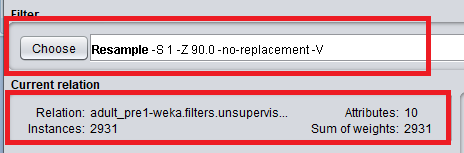 Filter
Choose Resample -S 1 -Z 90.0 -no-replacement -V
Current relation
Relation: adult_pre1-weka.filters.unsupervis... Attributes: 10
Instances: 2931 Sum of weights: 2931